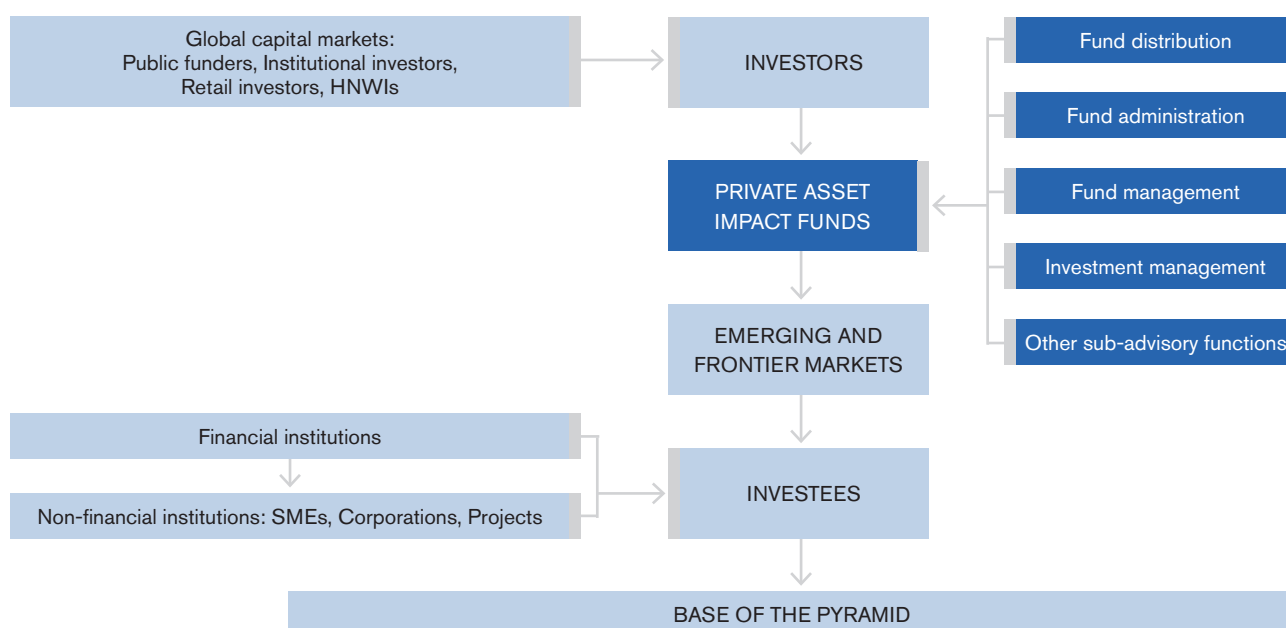 Global capital markets:
Public funders, Institutional investors,
Retail investors, HNWIs
INVESTORS
Fund distribution
Fund administration
PRIVATE ASSET
IMPACT FUNDS
Fund management
Investment management
Other sub-advisory functions
EMERGING AND
FRONTIER MARKETS
Financial institutions
Non-financial institutions: SMEs, Corporations, Projects
INVESTEES
BASE OF THE PYRAMID